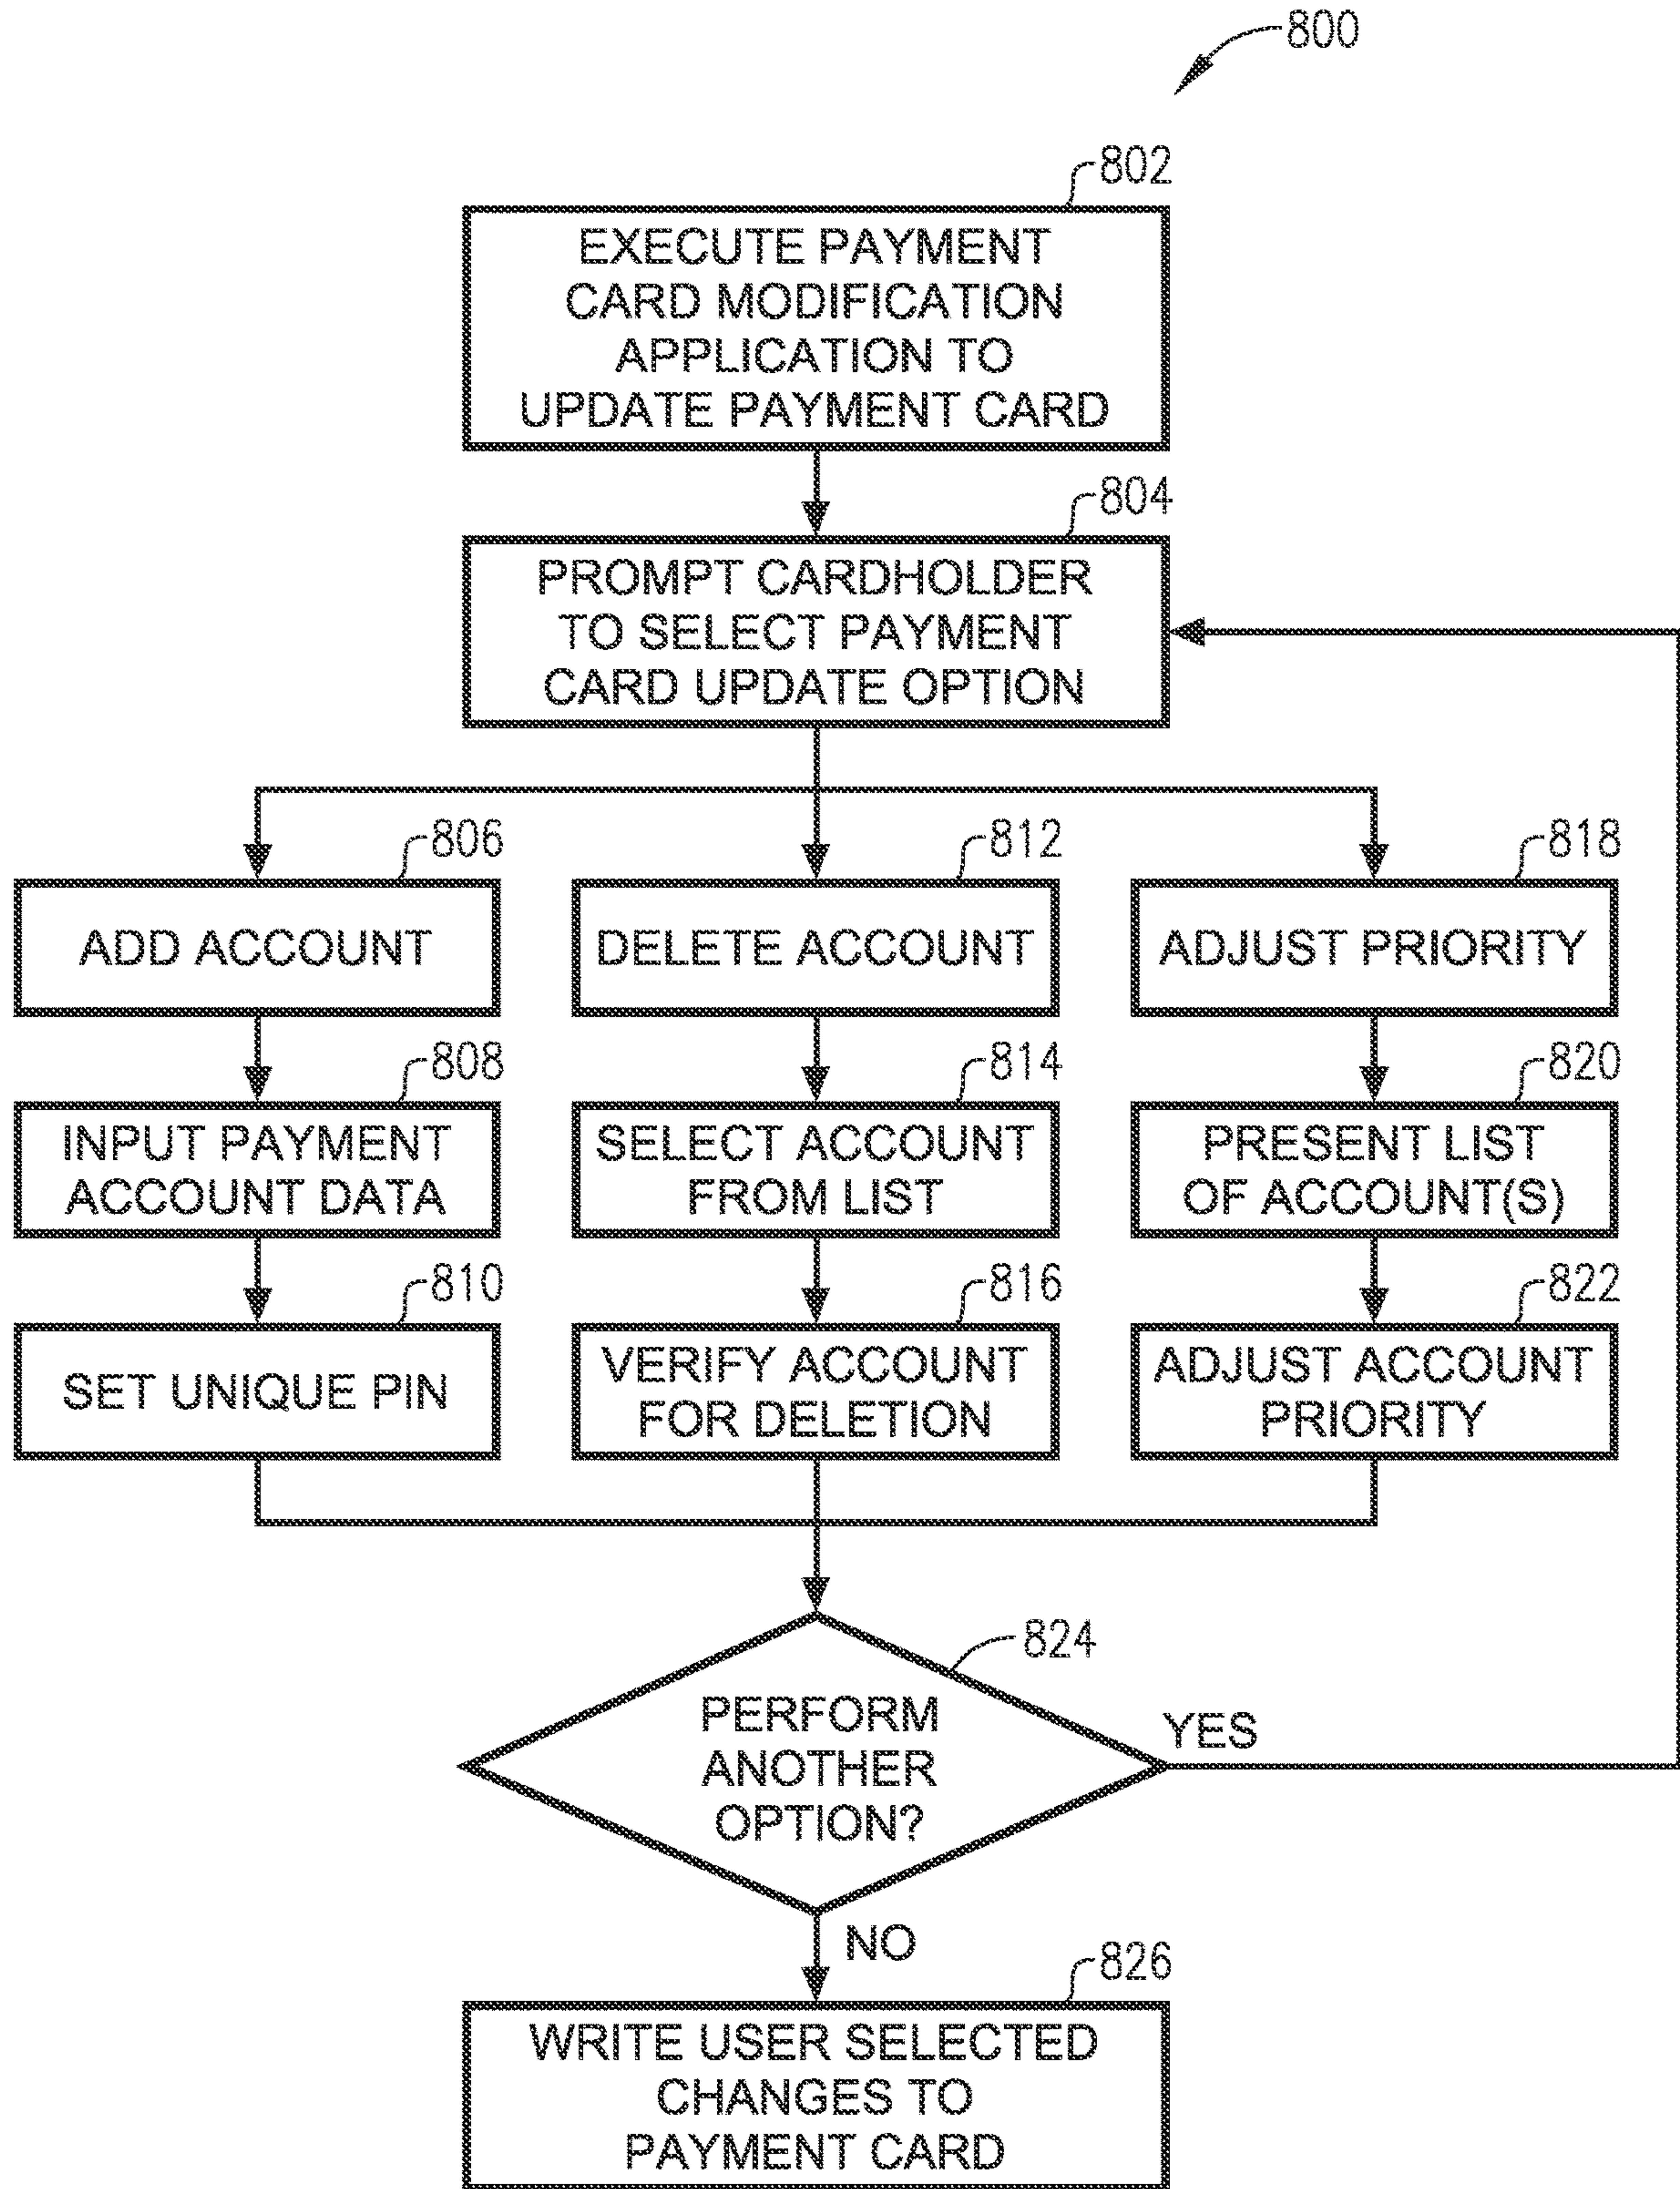 800
802
EXECUTE PAYMENT
CARD MODIFICATION
APPLICATION TO
UPDATE PAYMENT CARD
804
PROMPT CARDHOLDER
TO SELECT PAYMENT
CARD UPDATE OPTION
806
ADD ACCOUNT
808
INPUT PAYMENT
ACCOUNT DATA
810
SET UNIQUE PIN
812
DELETE ACCOUNT
814
SELECT ACCOUNT
FROM LIST
816
VERIFY ACCOUNT
FOR DELETION
818
ADJUST PRIORITY
820
PRESENT LIST
OF ACCOUNT(S)
822
ADJUST ACCOUNT
PRIORITY
824
PERFORM
ANOTHER
OPTION?
YES
NO
826
WRITE USER SELECTED
CHANGES TO
PAYMENT CARD